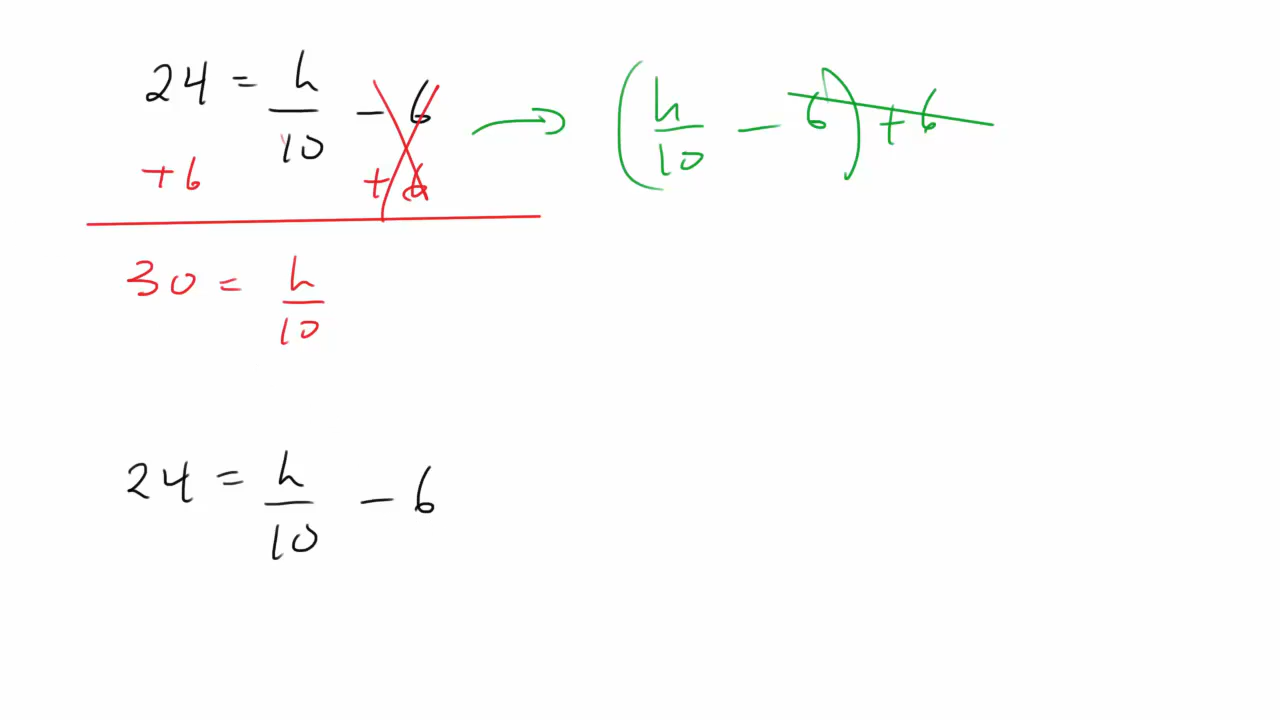 24 = h/10 - 6 → (h/10 - 6) + 6
+6 +6
30 = h/10
24 = h/10 - 6